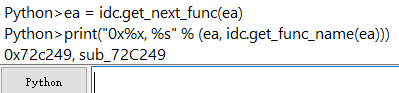 Python>ea = idc.get_next_func(ea)
Python>print("0x%x, %s" % (ea, idc.get_func_name(ea)))
0x72c249, sub_72C249
Python